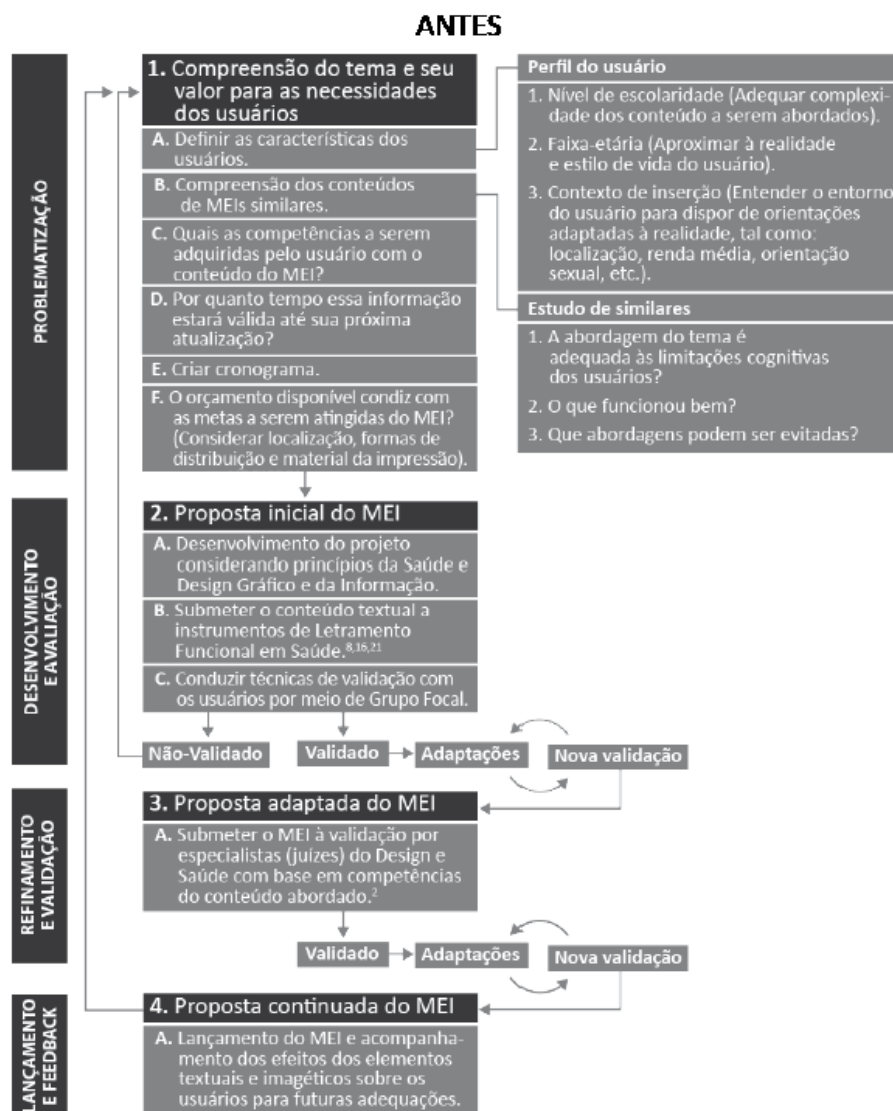 ANTES
PROBLEMATIZAÇÃO
1. Compreensão do tema e seu
valor para as necessidades
dos usuários
A. Definir as características dos
usuários.
B. Compreensão dos conteúdos
de MEIs similares.
C. Quais as competências a serem
adquiridas pelo usuário com o
conteúdo do MEI?
D. Por quanto tempo essa informação
estará válida até sua próxima
atualização?
E. Criar cronograma.
F. O orçamento disponível condiz com
as metas a serem atingidas do MEI?
(Considerar localização, formas de
distribuição e material da impressão).
Perfil do usuário
1. Nível de escolaridade (Adequar complexi-
dade dos conteúdo a serem abordados).
2. Faixa-etária (Aproximar à realidade
e estilo de vida do usuário).
3. Contexto de inserção (Entender o entorno
do usuário para dispor de orientações
adaptadas à realidade, tal como:
localização, renda média, orientação
sexual, etc.).
Estudo de similares
1. A abordagem do tema é
adequada às limitações cognitivas
dos usuários?
2. O que funcionou bem?
3. Que abordagens podem ser evitadas?
DESENVOLVIMENTO
E AVALIAÇÃO
2. Proposta inicial do MEI
A. Desenvolvimento do projeto
considerando princípios da Saúde e
Design Gráfico e da Informação.
B. Submeter o conteúdo textual a
instrumentos de Letramento
Funcional em Saúde.8,16,21
C. Conduzir técnicas de validação com
os usuários por meio de Grupo Focal.
Não-Validado
Validado
Adaptações
Nova validação
REFINAMENTO
E VALIDAÇÃO
3. Proposta adaptada do MEI
A. Submeter o MEI à validação por
especialistas (juízes) do Design e
Saúde com base em competências
do conteúdo abordado.2
Validado
Adaptações
Nova validação
LANÇAMENTO
E FEEDBACK
4. Proposta continuada do MEI
A. Lançamento do MEI e acompanha-
mento dos efeitos dos elementos
textuais e imagéticos sobre os
usuários para futuras adequações.